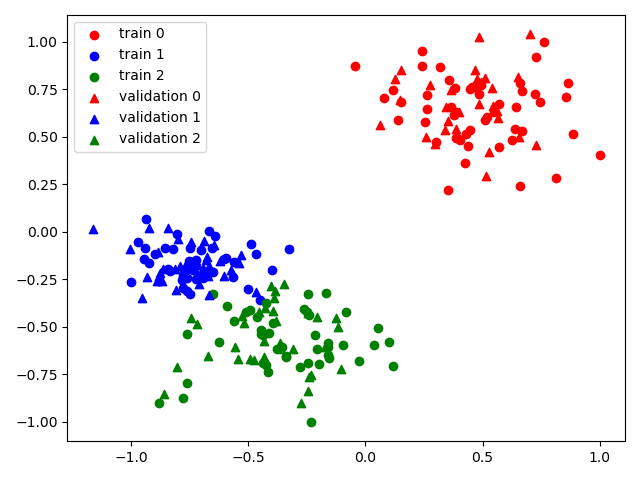 train 0
train 1
train 2
validation 0
validation 1
validation 2
1.00
0.75
0.50
0.25
0.00
−0.25
−0.50
−0.75
−1.00
−1.0 −0.5 0.0 0.5 1.0